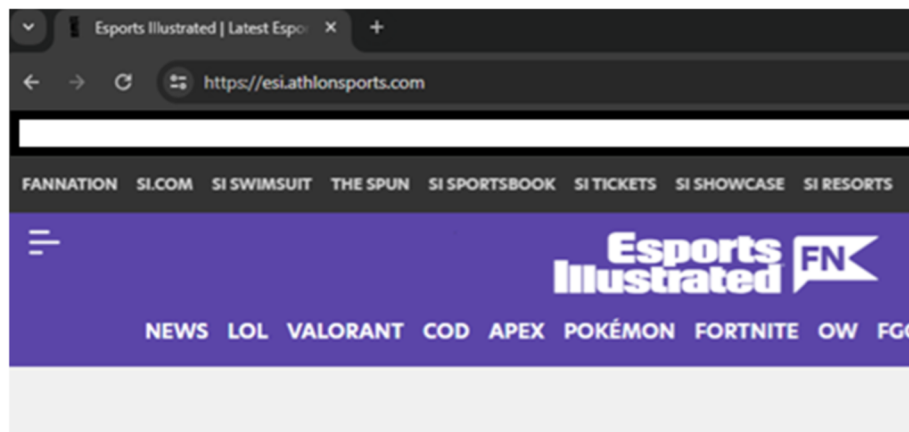 Esports Illustrated | Latest Espo
https://esi.athlonsports.com
FANNATION SI.COM SI SWIMSUIT THE SPUN SI SPORTSBOOK SI TICKETS SI SHOWCASE SI RESORTS
Esports
Illustrated FN
NEWS LOL VALORANT COD APEX POKÉMON FORTNITE OW FGC